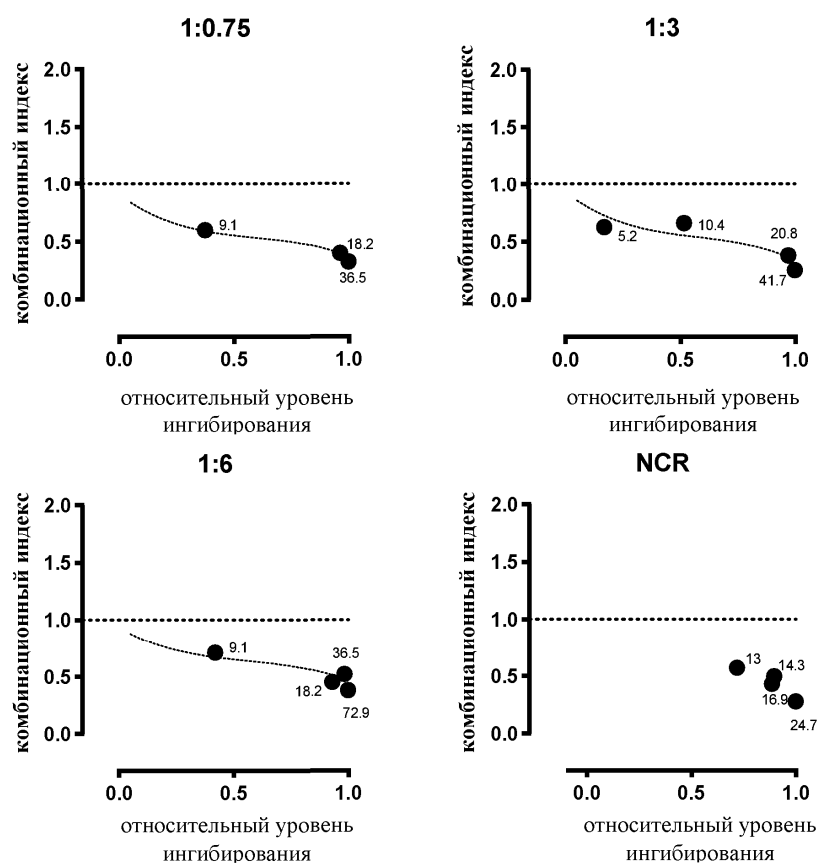 1:0.75
комбинационный индекс
2.0
1.5
1.0
0.5
0.0
9.1
18.2
36.5
0.0 0.5 1.0
относительный уровень
ингибирования
1:3
комбинационный индекс
2.0
1.5
1.0
0.5
0.0
5.2
10.4
20.8
41.7
0.0 0.5 1.0
относительный уровень
ингибирования
1:6
комбинационный индекс
2.0
1.5
1.0
0.5
0.0
9.1
36.5
18.2
72.9
0.0 0.5 1.0
относительный уровень
ингибирования
NCR
комбинационный индекс
2.0
1.5
1.0
0.5
0.0
13
14.3
16.9
24.7
0.0 0.5 1.0
относительный уровень
ингибирования